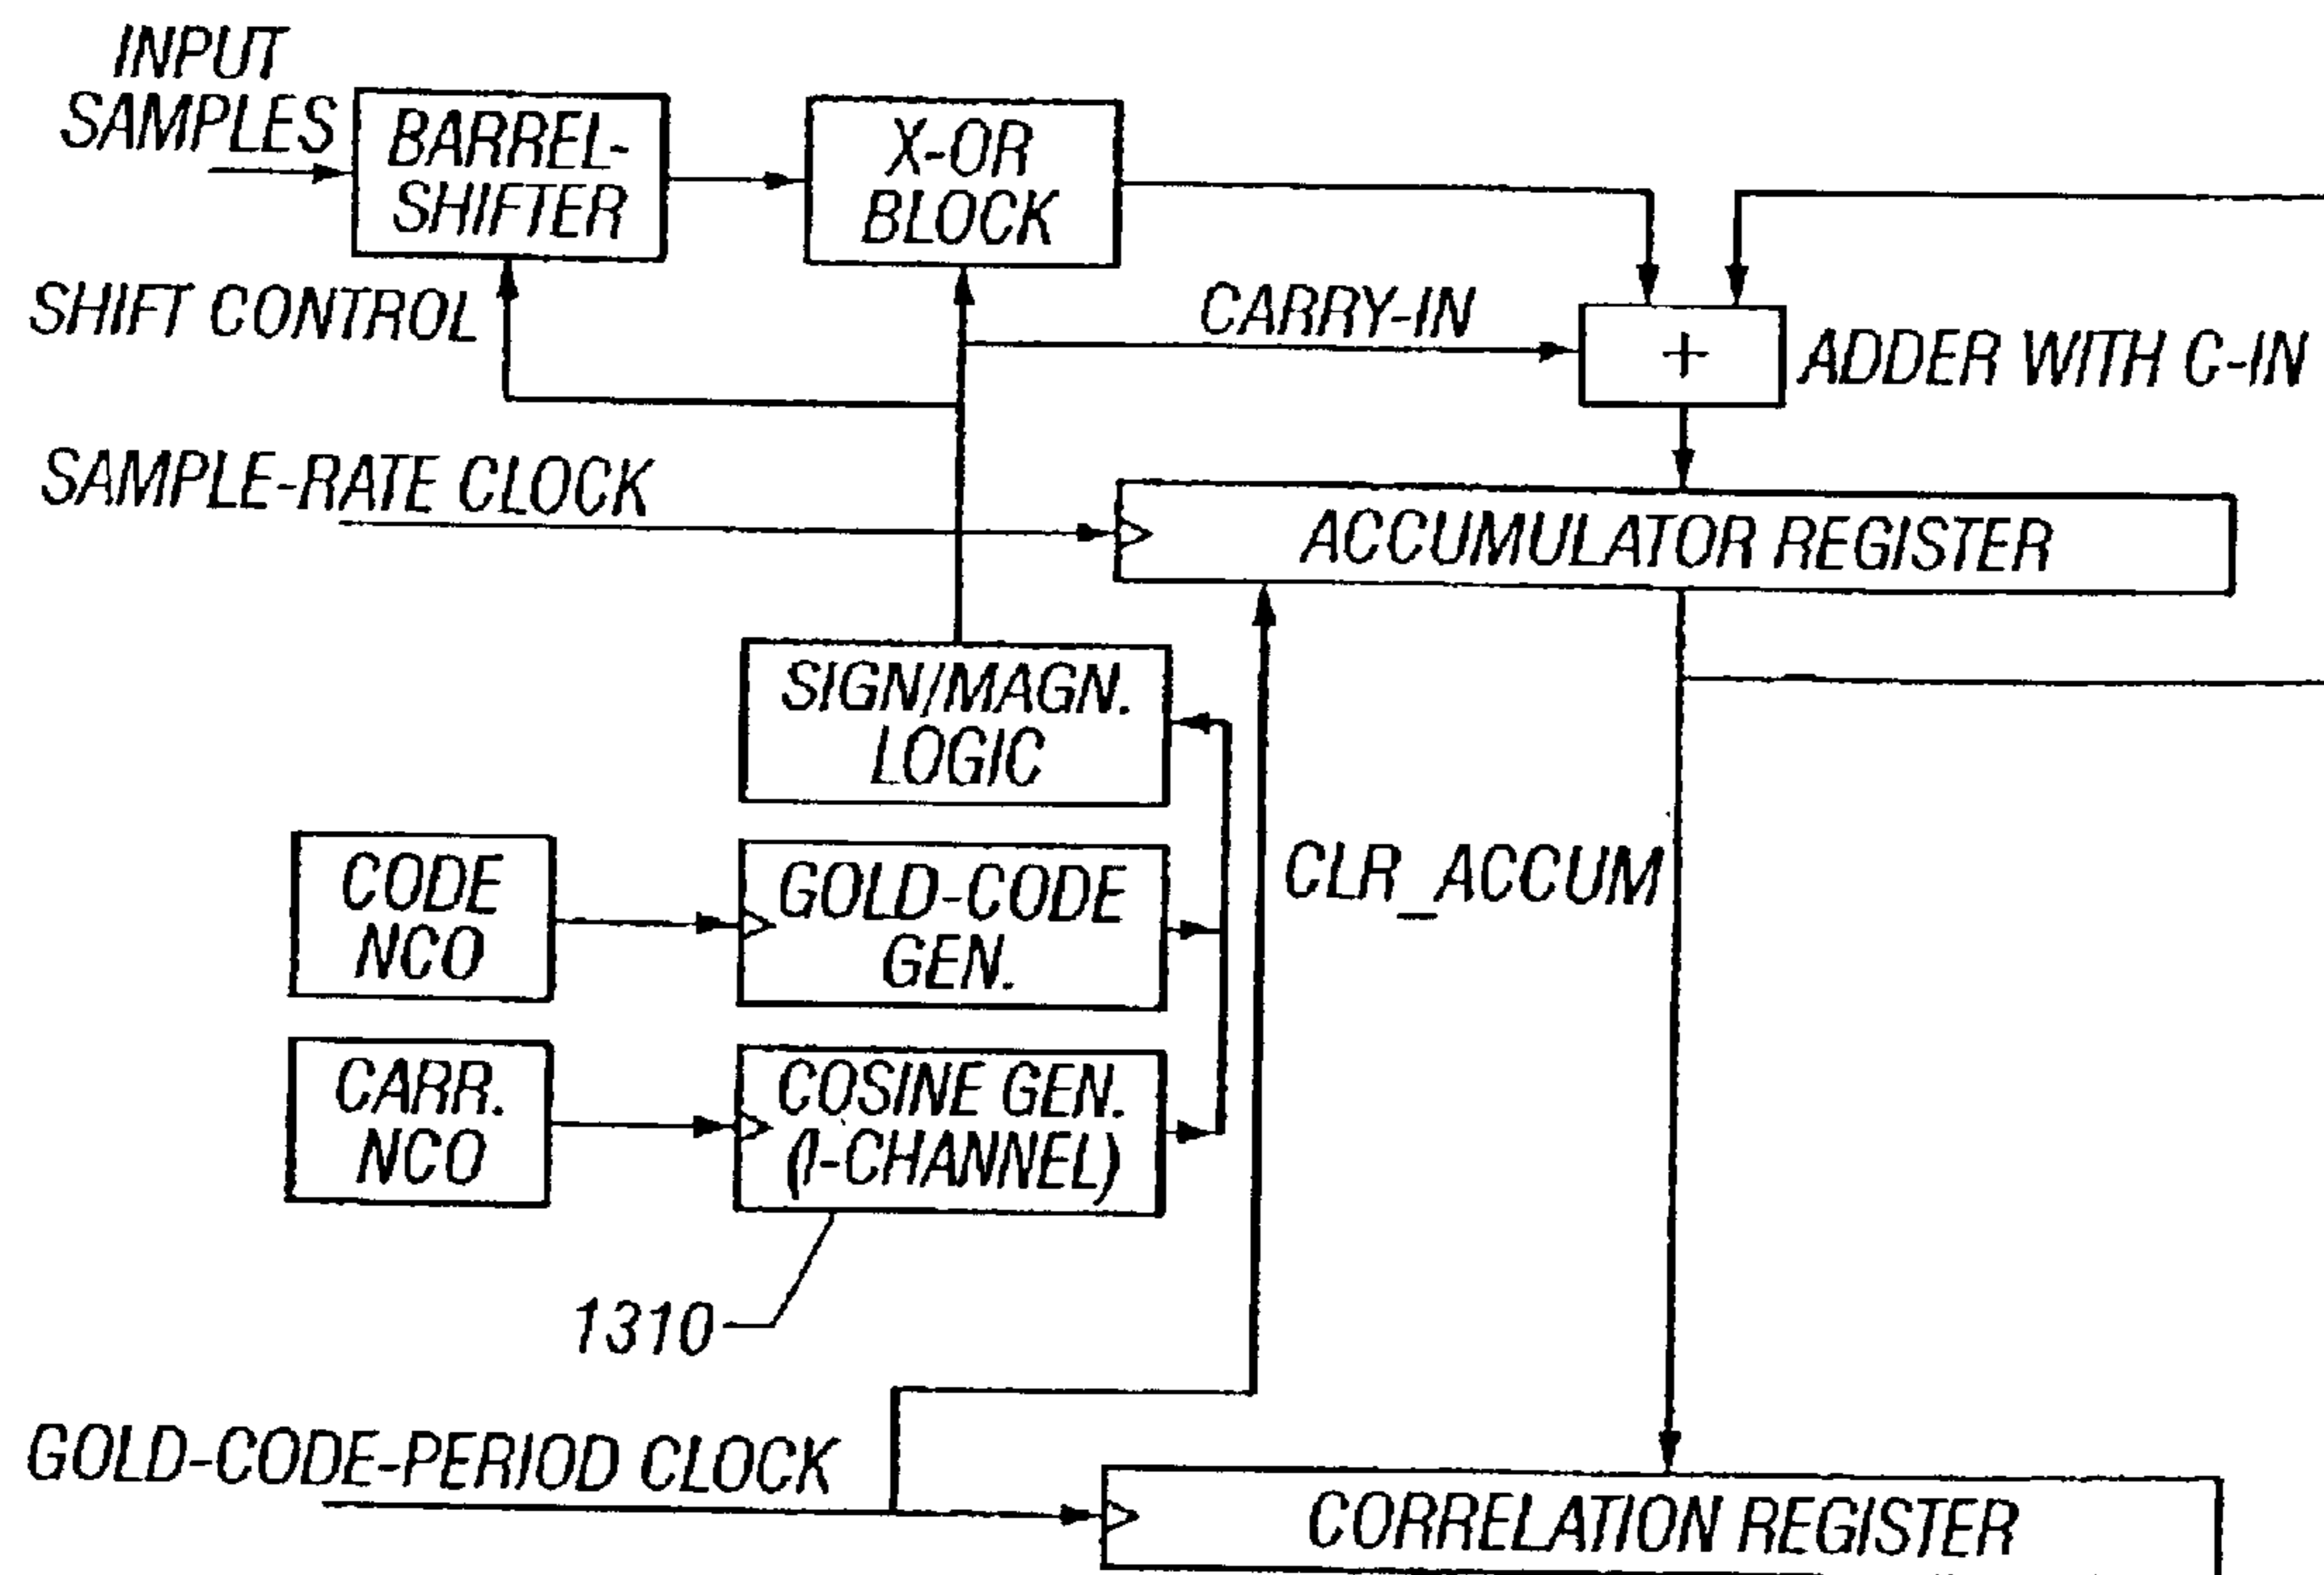 INPUT
SAMPLES
BARREL-
SHIFTER
X-OR
BLOCK
SHIFT CONTROL
CARRY-IN
+
ADDER WITH C-IN
SAMPLE-RATE CLOCK
ACCUMULATOR REGISTER
SIGN/MAGN.
LOGIC
CODE
NCO
GOLD-CODE
GEN.
CLR_ACCUM
CARR.
NCO
COSINE GEN.
(I-CHANNEL)
1310
GOLD-CODE-PERIOD CLOCK
CORRELATION REGISTER